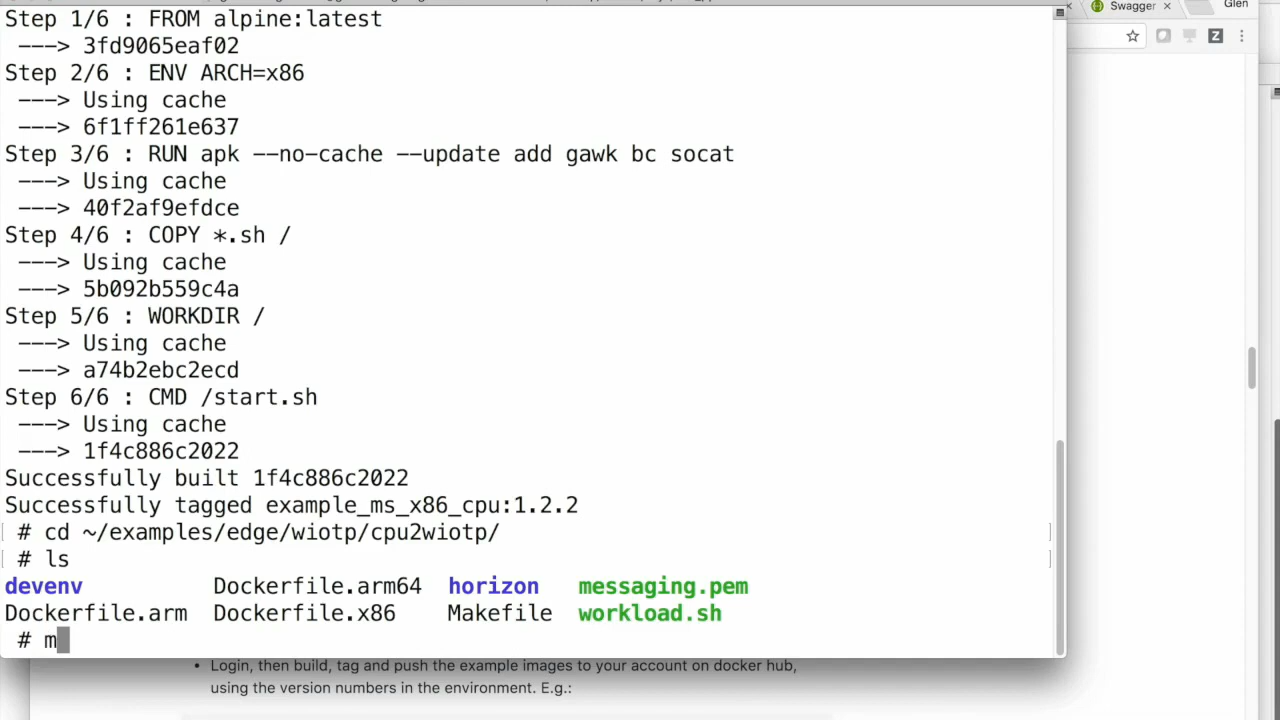 Swagger
Glen
Step 1/6 : FROM alpine:latest
---> 3fd9065eaf02
Step 2/6 : ENV ARCH=x86
---> Using cache
---> 6f1ff261e637
Step 3/6 : RUN apk --no-cache --update add gawk bc socat
---> Using cache
---> 40f2af9efdce
Step 4/6 : COPY *.sh /
---> Using cache
---> 5b092b559c4a
Step 5/6 : WORKDIR /
---> Using cache
---> a74b2ebc2ecd
Step 6/6 : CMD /start.sh
---> Using cache
---> 1f4c886c2022
Successfully built 1f4c886c2022
Successfully tagged example_ms_x86_cpu:1.2.2
[ # cd ~/examples/edge/wiotp/cpu2wiotp/ ]
[ # ls ]
devenv Dockerfile.arm64 horizon messaging.pem
Dockerfile.arm Dockerfile.x86 Makefile workload.sh
# m
• Login, then build, tag and push the example images to your account on docker hub,
using the version numbers in the environment. E.g.: